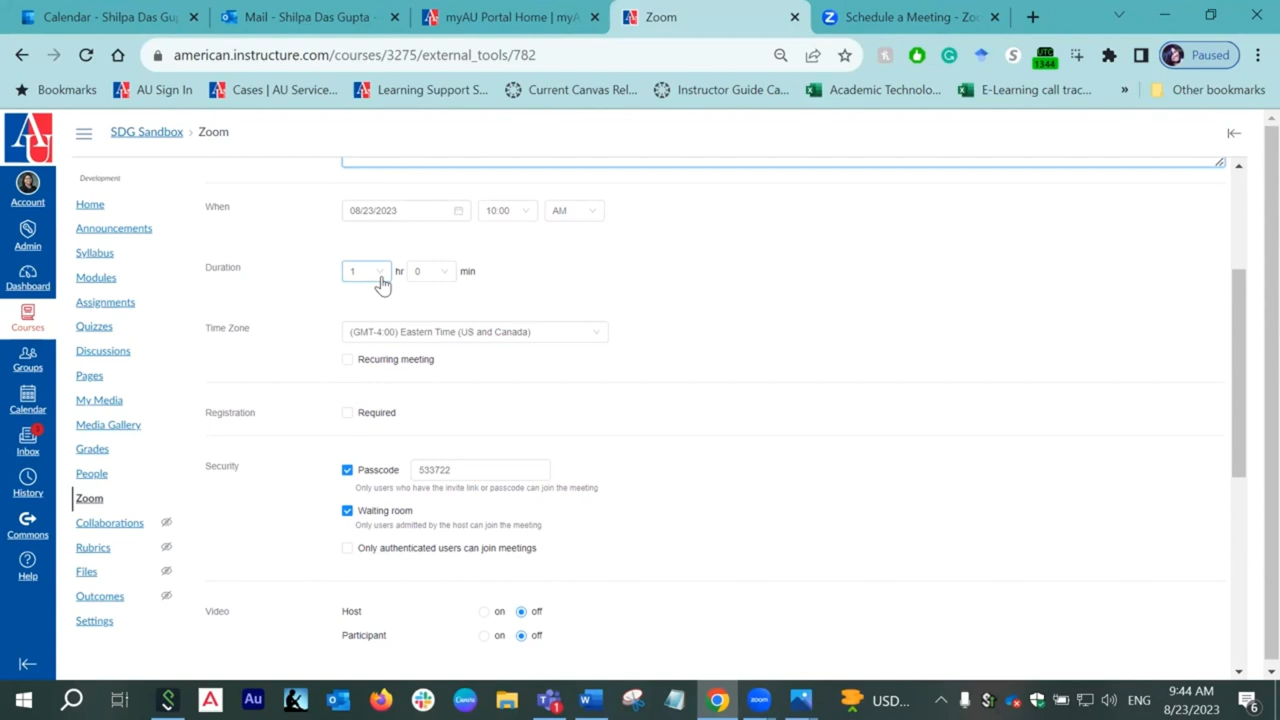 Calendar - Shilpa Das Gup
Mail - Shilpa Das Gupta -
myAU Portal Home | myA
Zoom
Schedule a Meeting - Zoo
american.instructure.com/courses/3275/external_tools/782
Paused
1344
Bookmarks
AU Sign In
Cases | AU Service...
Learning Support S...
Current Canvas Rel...
Instructor Guide Ca...
Academic Technolo...
E-Learning call trac...
»
Other bookmarks
AU
SDG Sandbox › Zoom
Account
Admin
Dashboard
Courses
Groups
Calendar
Inbox
History
Commons
Help
Development
Home
Announcements
Syllabus
Modules
Assignments
Quizzes
Discussions
Pages
My Media
Media Gallery
Grades
People
Zoom
Collaborations
Rubrics
Files
Outcomes
Settings
When
08/23/2023 10:00 AM
Duration
1 hr 0 min
Time Zone
(GMT-4:00) Eastern Time (US and Canada)
Recurring meeting
Registration
Required
Security
Passcode 533722
Only users who have the invite link or passcode can join the meeting
Waiting room
Only users admitted by the host can join the meeting
Only authenticated users can join meetings
Video
Host on off
Participant on off
USD...
ENG
9:44 AM
8/23/2023